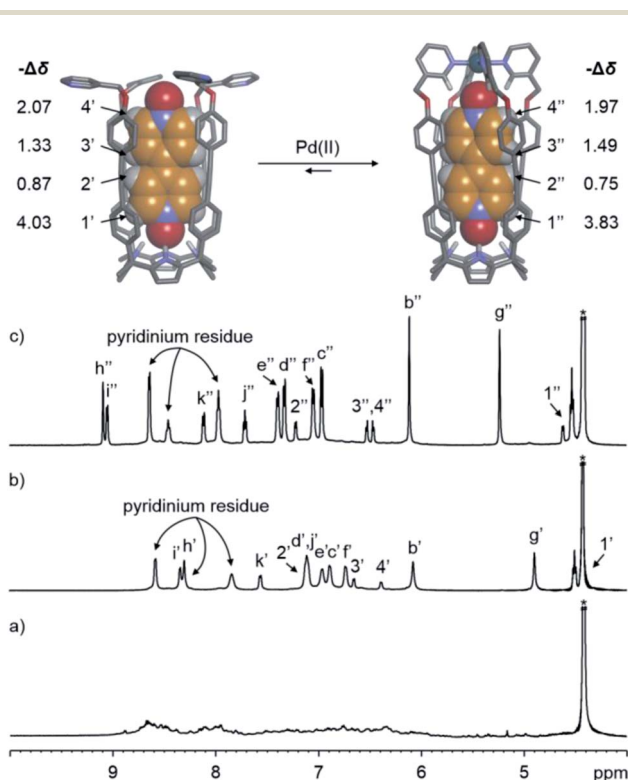 -Δδ
-Δδ
2.07 4' 4'' 1.97
Pd(II)
1.33 3' 3'' 1.49
0.87 2' 2'' 0.75
4.03 1' 1'' 3.83
c)
pyridinium residue
h''
i''
k''
j''
e''
d''
2''
f''
c''
3'',4''
b''
g''
1''
*
b)
pyridinium residue
i'
h'
k'
2'
d',j'
e'
c'
f'
3'
4'
b'
g'
1'
*
a)
*
9 8 7 6 5 ppm